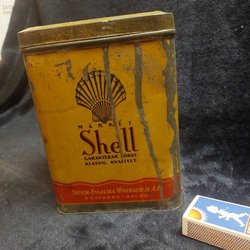 MÄRKET
Shell
GARANTERAR FÖRST
KLASSIG KVALITET.
SVENSK-ENGELSKA MINERALOLJE A.B.
GÖTEBORG - MALMÖ